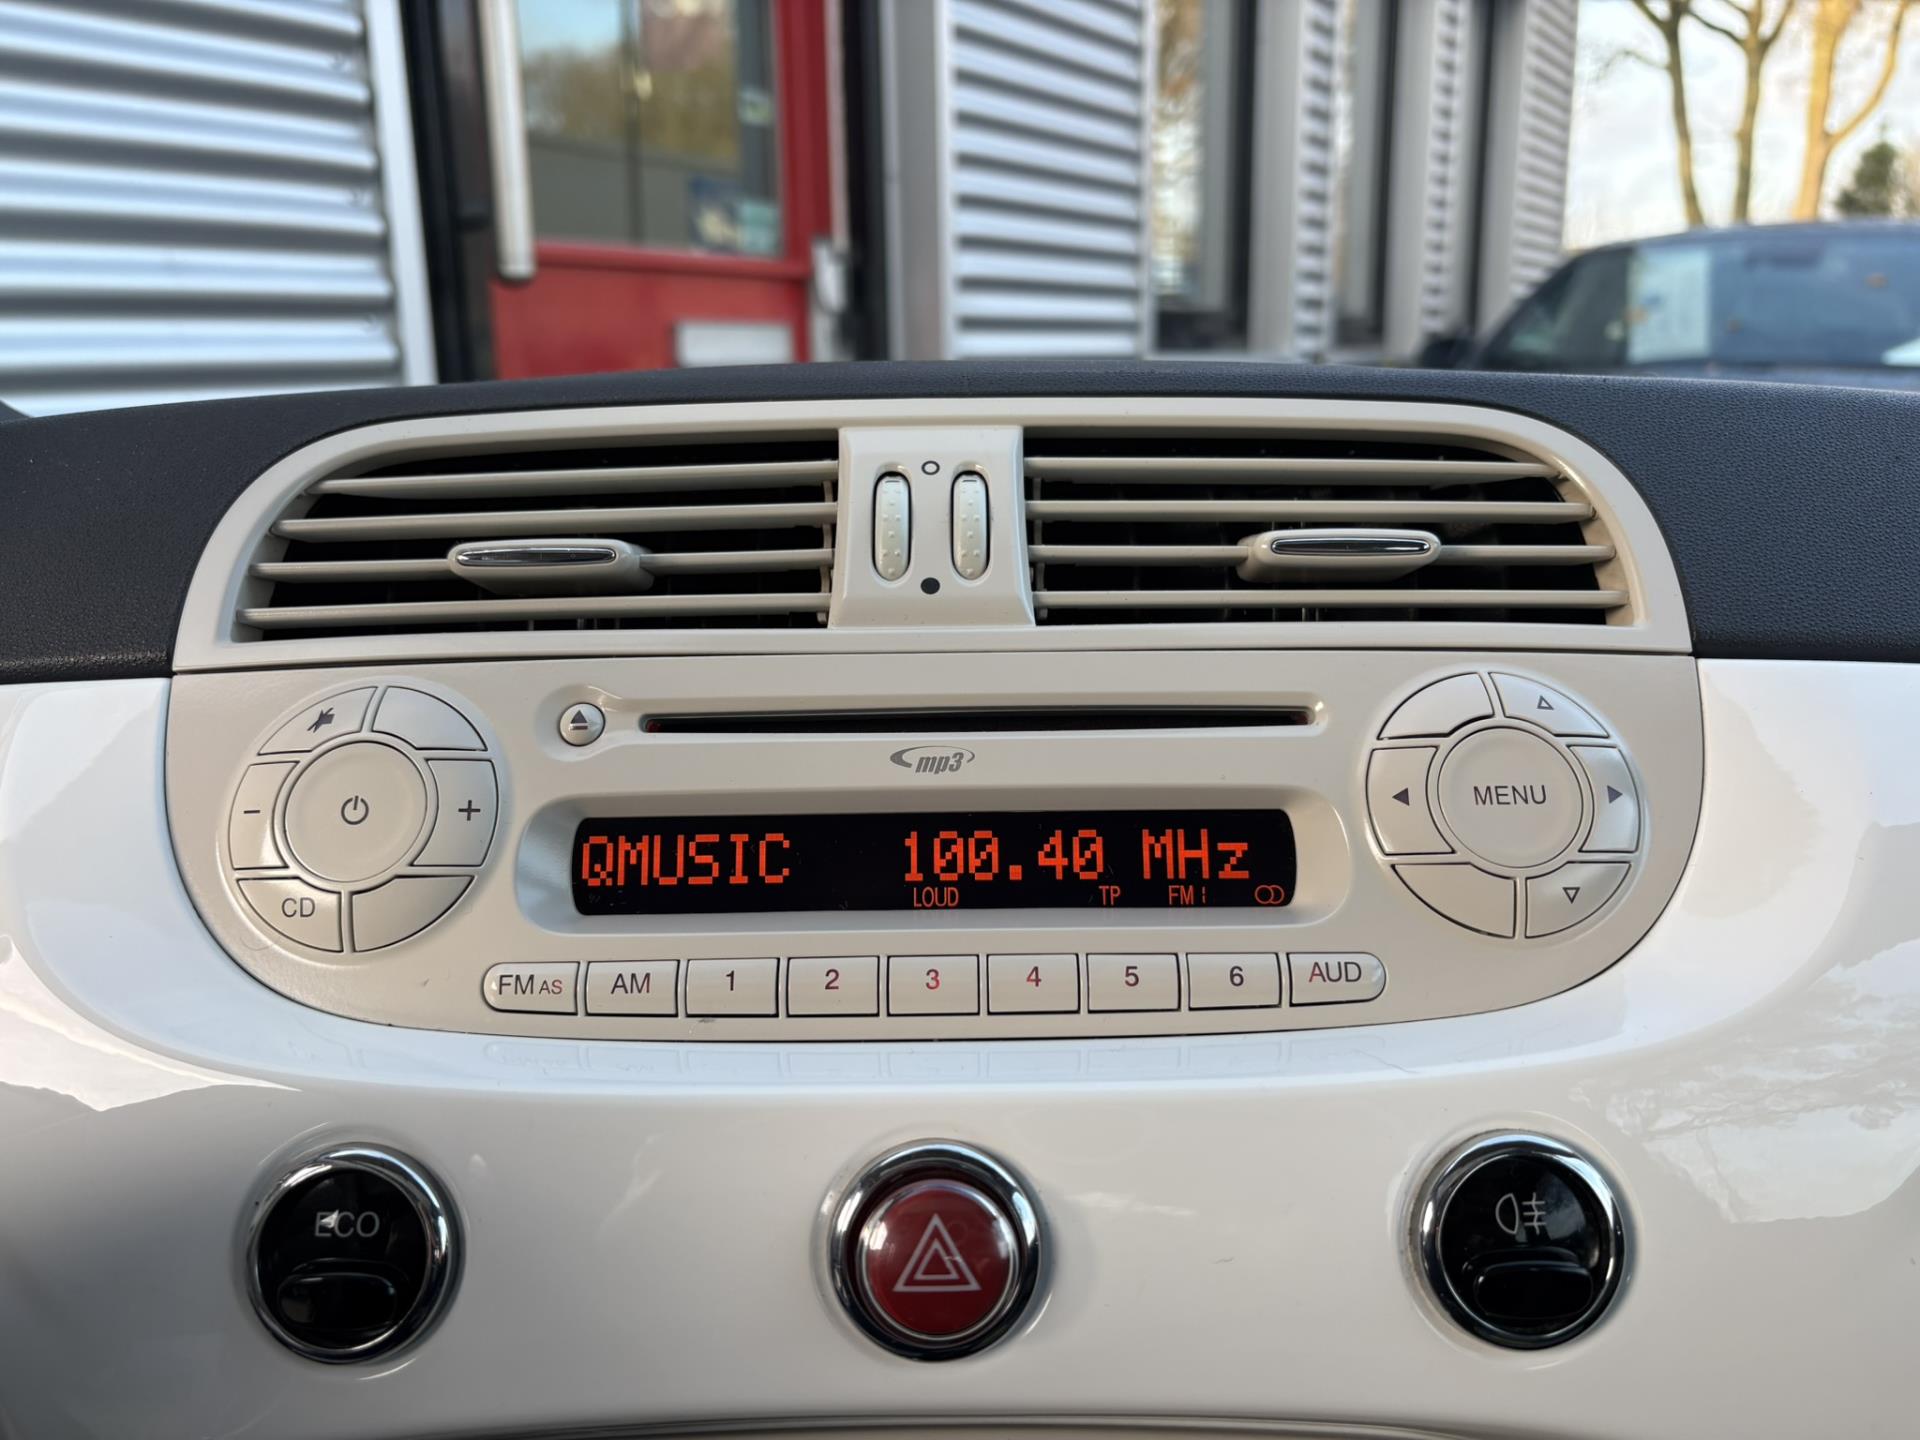 mp3
QMUSIC 100.40 MHz
LOUD TP FM1
MENU
CD
FM AS AM 1 2 3 4 5 6 AUD
ECO